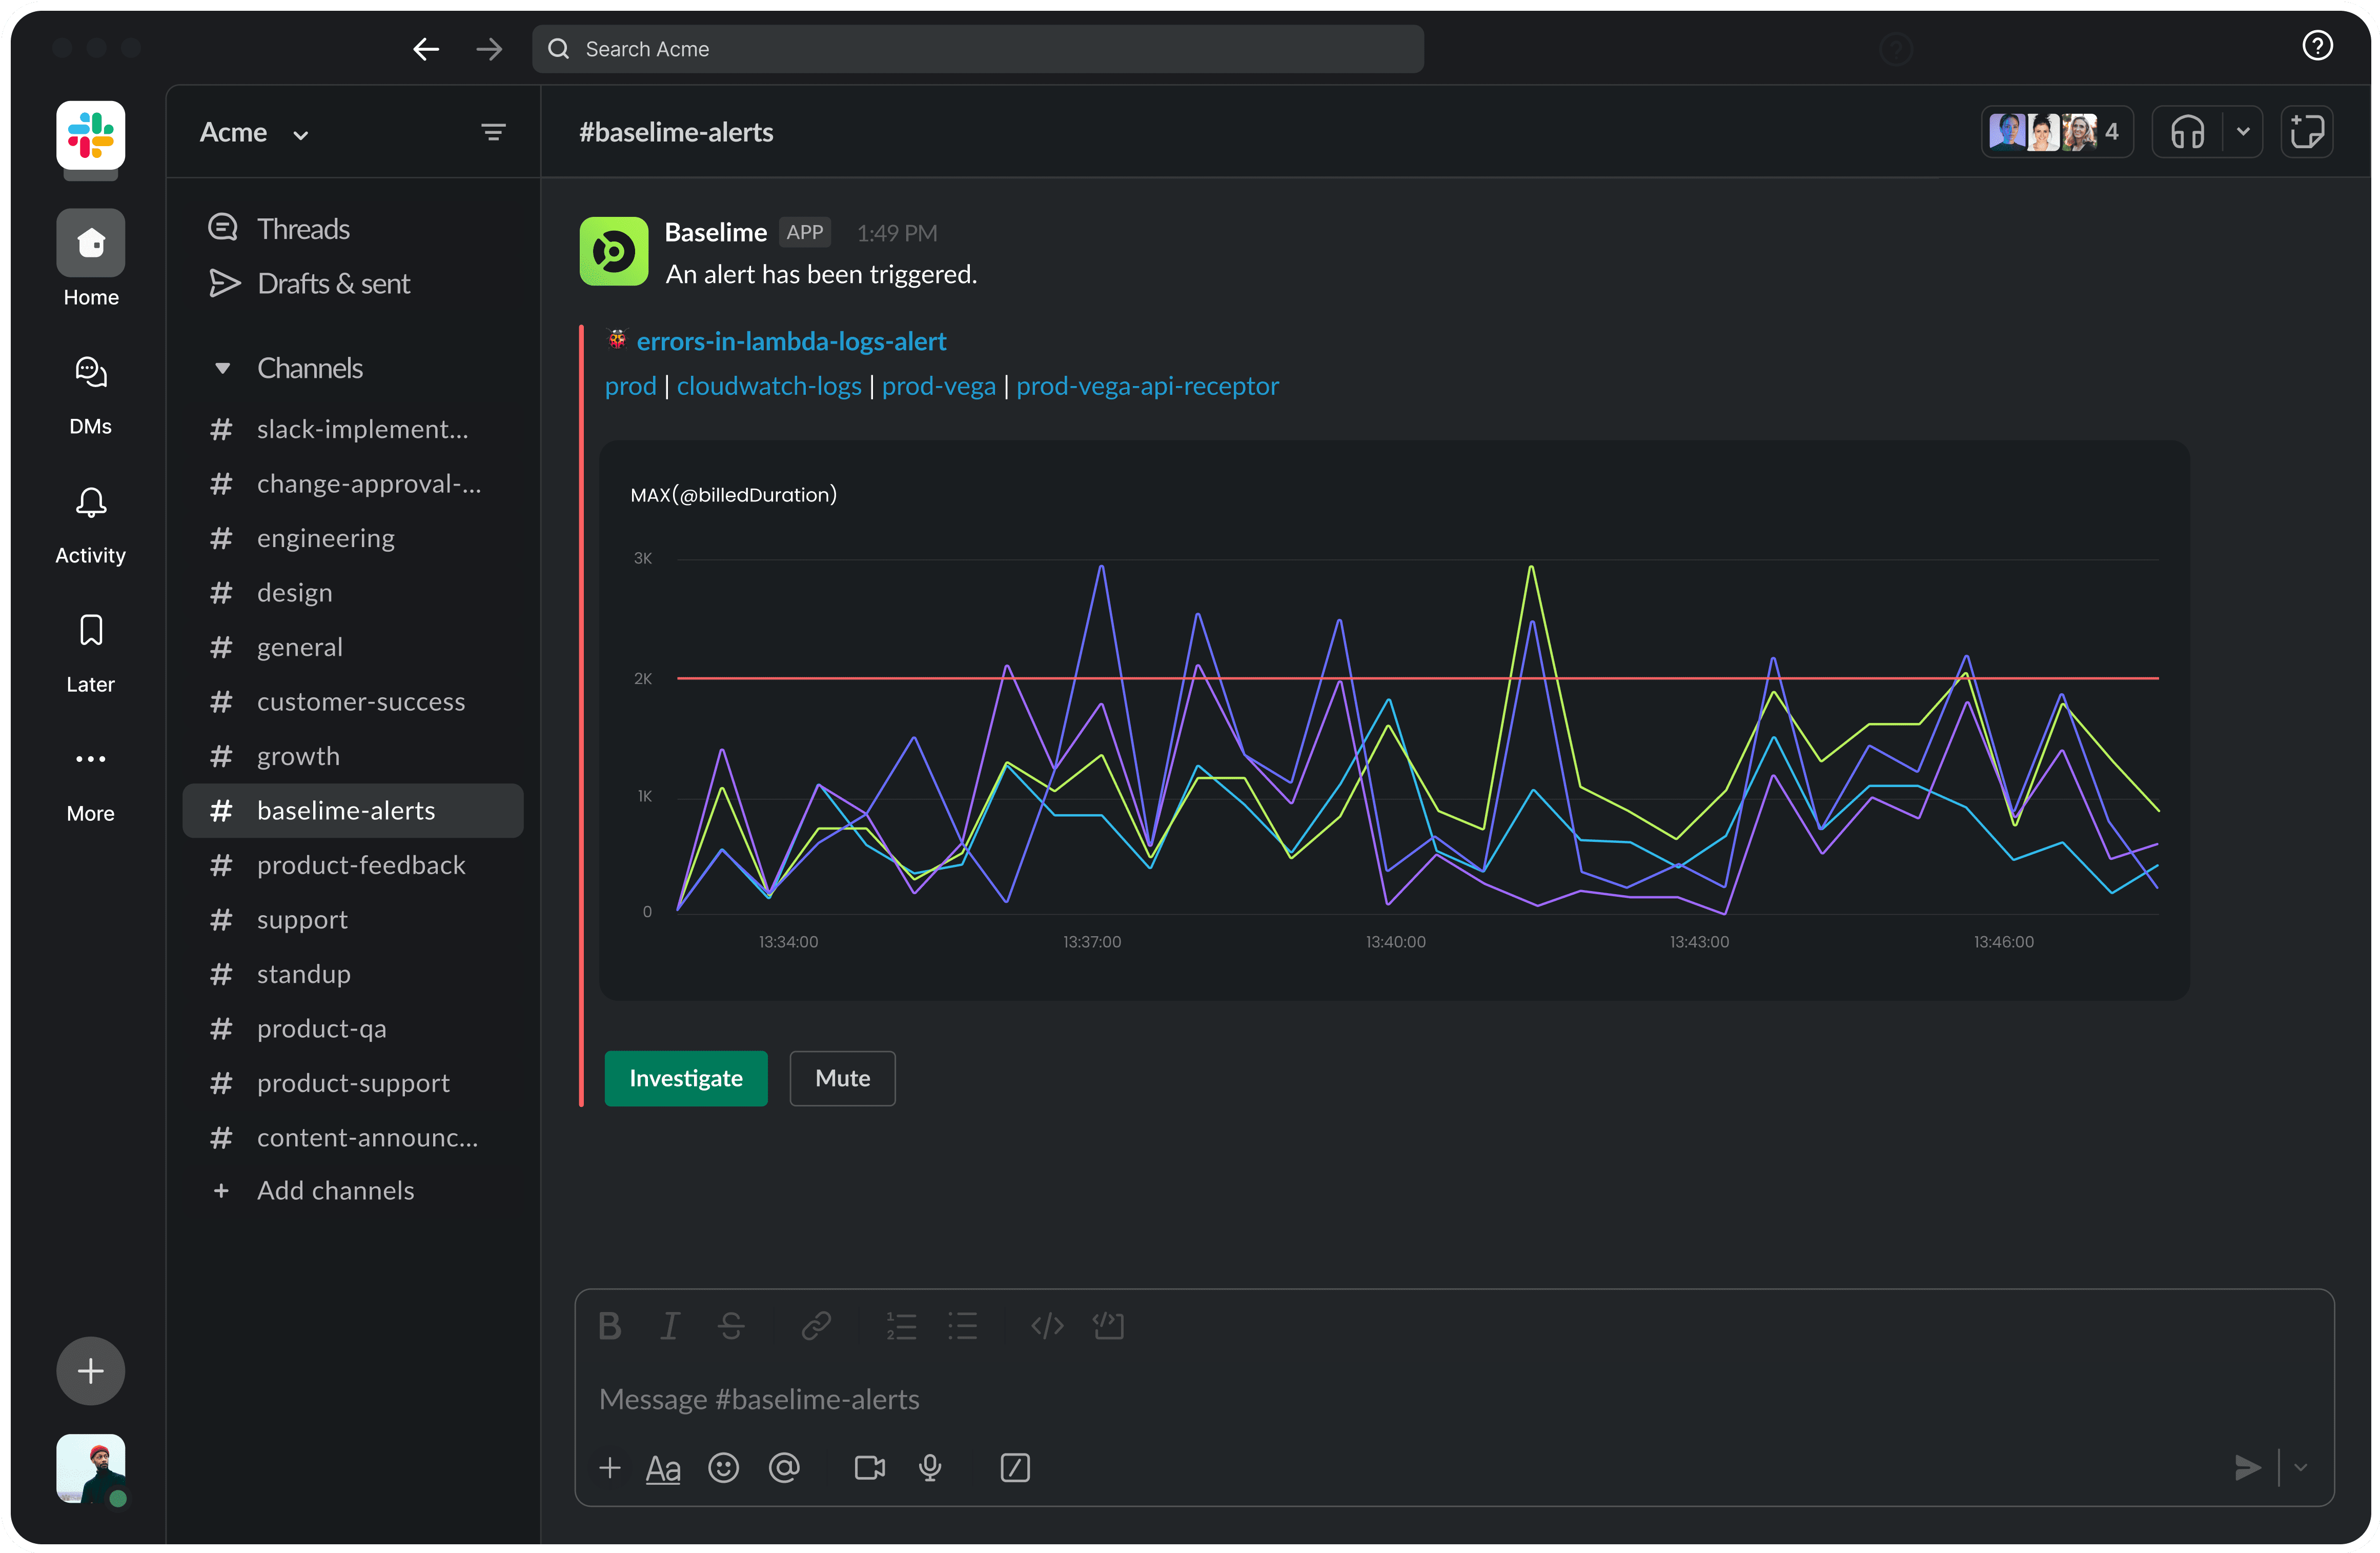 Search Acme
Acme
#baselime-alerts
4
Home
DMs
Activity
Later
More
Threads
Drafts & sent
Channels
# slack-implement...
# change-approval-...
# engineering
# design
# general
# customer-success
# growth
# baselime-alerts
# product-feedback
# support
# standup
# product-qa
# product-support
# content-announc...
+ Add channels
Baselime APP 1:49 PM
An alert has been triggered.
errors-in-lambda-logs-alert
prod | cloudwatch-logs | prod-vega | prod-vega-api-receptor
MAX(@billedDuration)
3K
2K
1K
0
13:34:00 13:37:00 13:40:00 13:43:00 13:46:00
Investigate Mute
Message #baselime-alerts
Aa